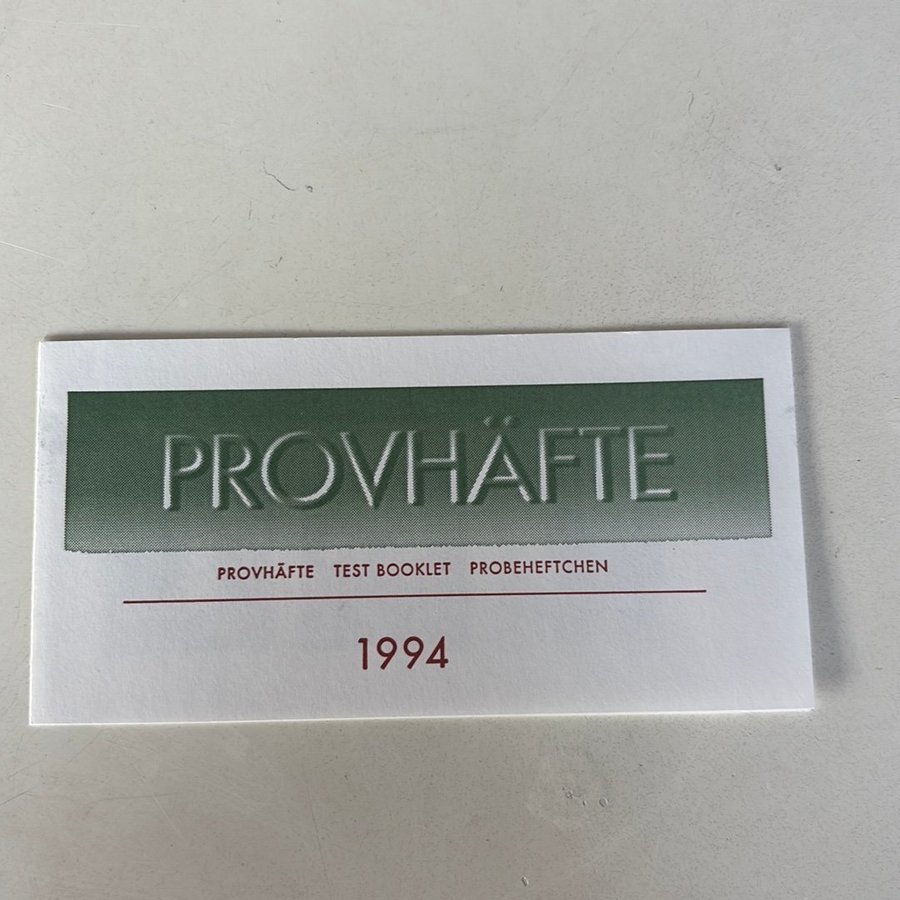 PROVHÄFTE
PROVHÄFTE TEST BOOKLET PROBEHEFTCHEN
1994